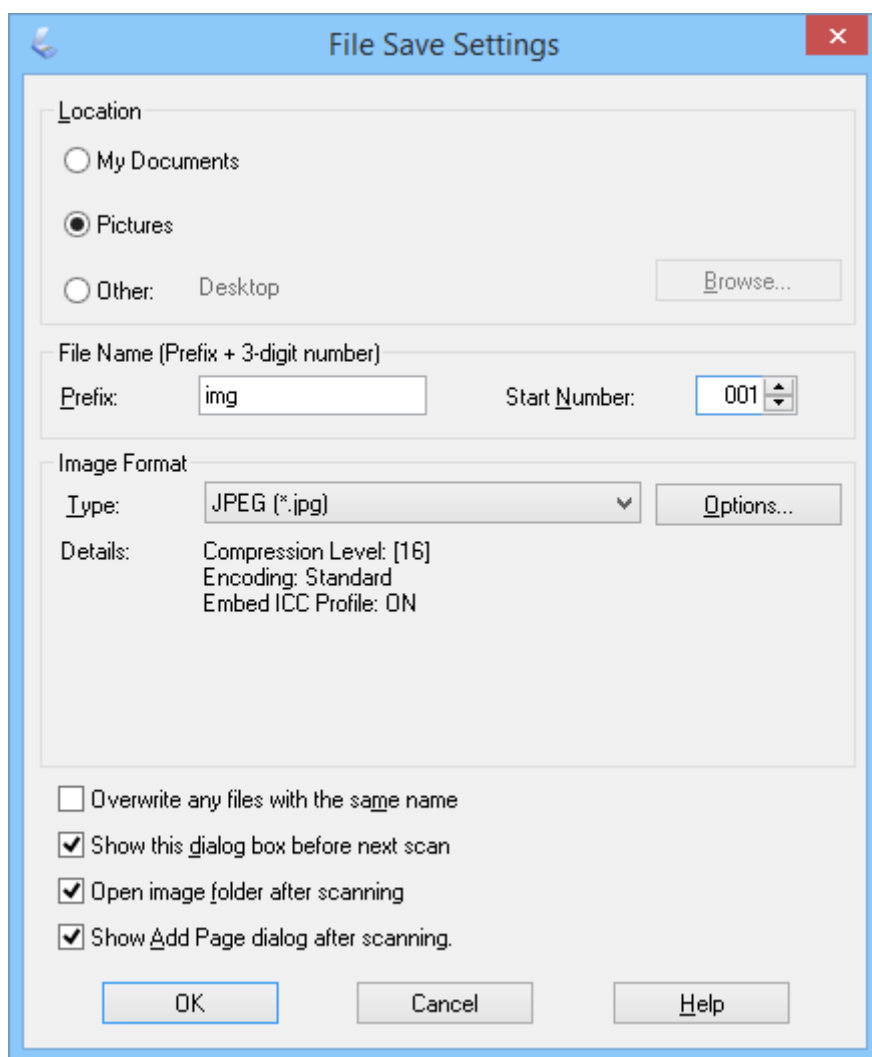 File Save Settings
Location
My Documents
Pictures
Other: Desktop Browse...
File Name (Prefix + 3-digit number)
Prefix: img Start Number: 001
Image Format
Type: JPEG (*.jpg) Options...
Details: Compression Level: [16]
Encoding: Standard
Embed ICC Profile: ON
Overwrite any files with the same name
Show this dialog box before next scan
Open image folder after scanning
Show Add Page dialog after scanning.
OK Cancel Help